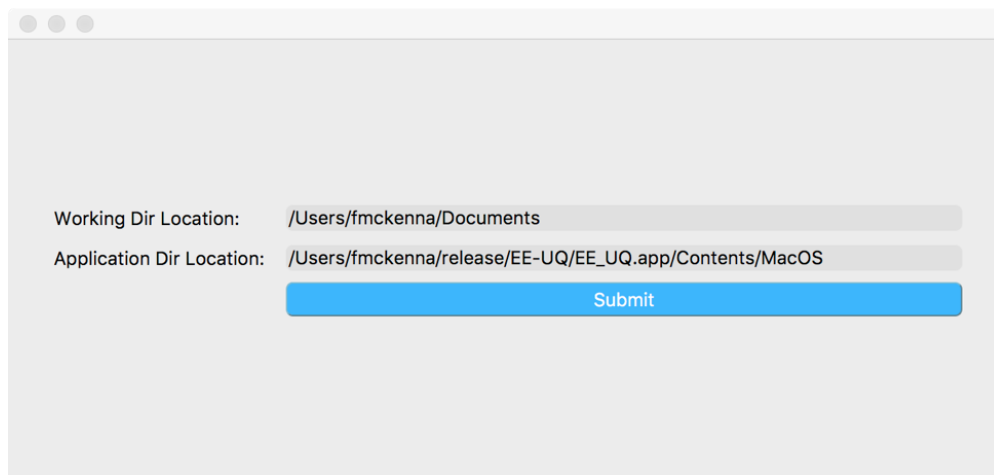 Working Dir Location: /Users/fmckenna/Documents
Application Dir Location: /Users/fmckenna/release/EE-UQ/EE_UQ.app/Contents/MacOS
Submit